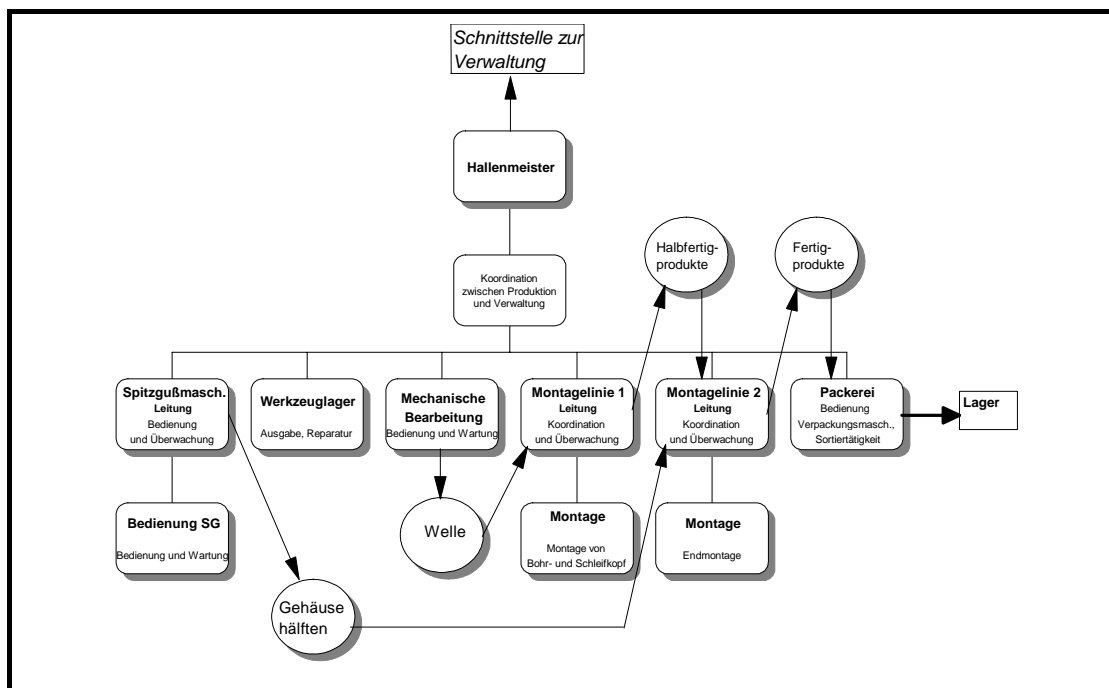 Schnittstelle zur
Verwaltung
Hallenmeister
Koordination
zwischen Produktion
und Verwaltung
Halbfertig-
produkte
Fertig-
produkte
Spitzgußmasch.
Leitung
Bedienung
und Überwachung
Werkzeuglager
Ausgabe, Reparatur
Mechanische
Bearbeitung
Bedienung und Wartung
Montagelinie 1
Leitung
Koordination
und Überwachung
Montagelinie 2
Leitung
Koordination
und Überwachung
Packerei
Bedienung
Verpackungsmasch.,
Sortiertätigkeit
Lager
Bedienung SG
Bedienung und Wartung
Welle
Montage
Montage von
Bohr- und Schleifkopf
Montage
Endmontage
Gehäuse
hälften